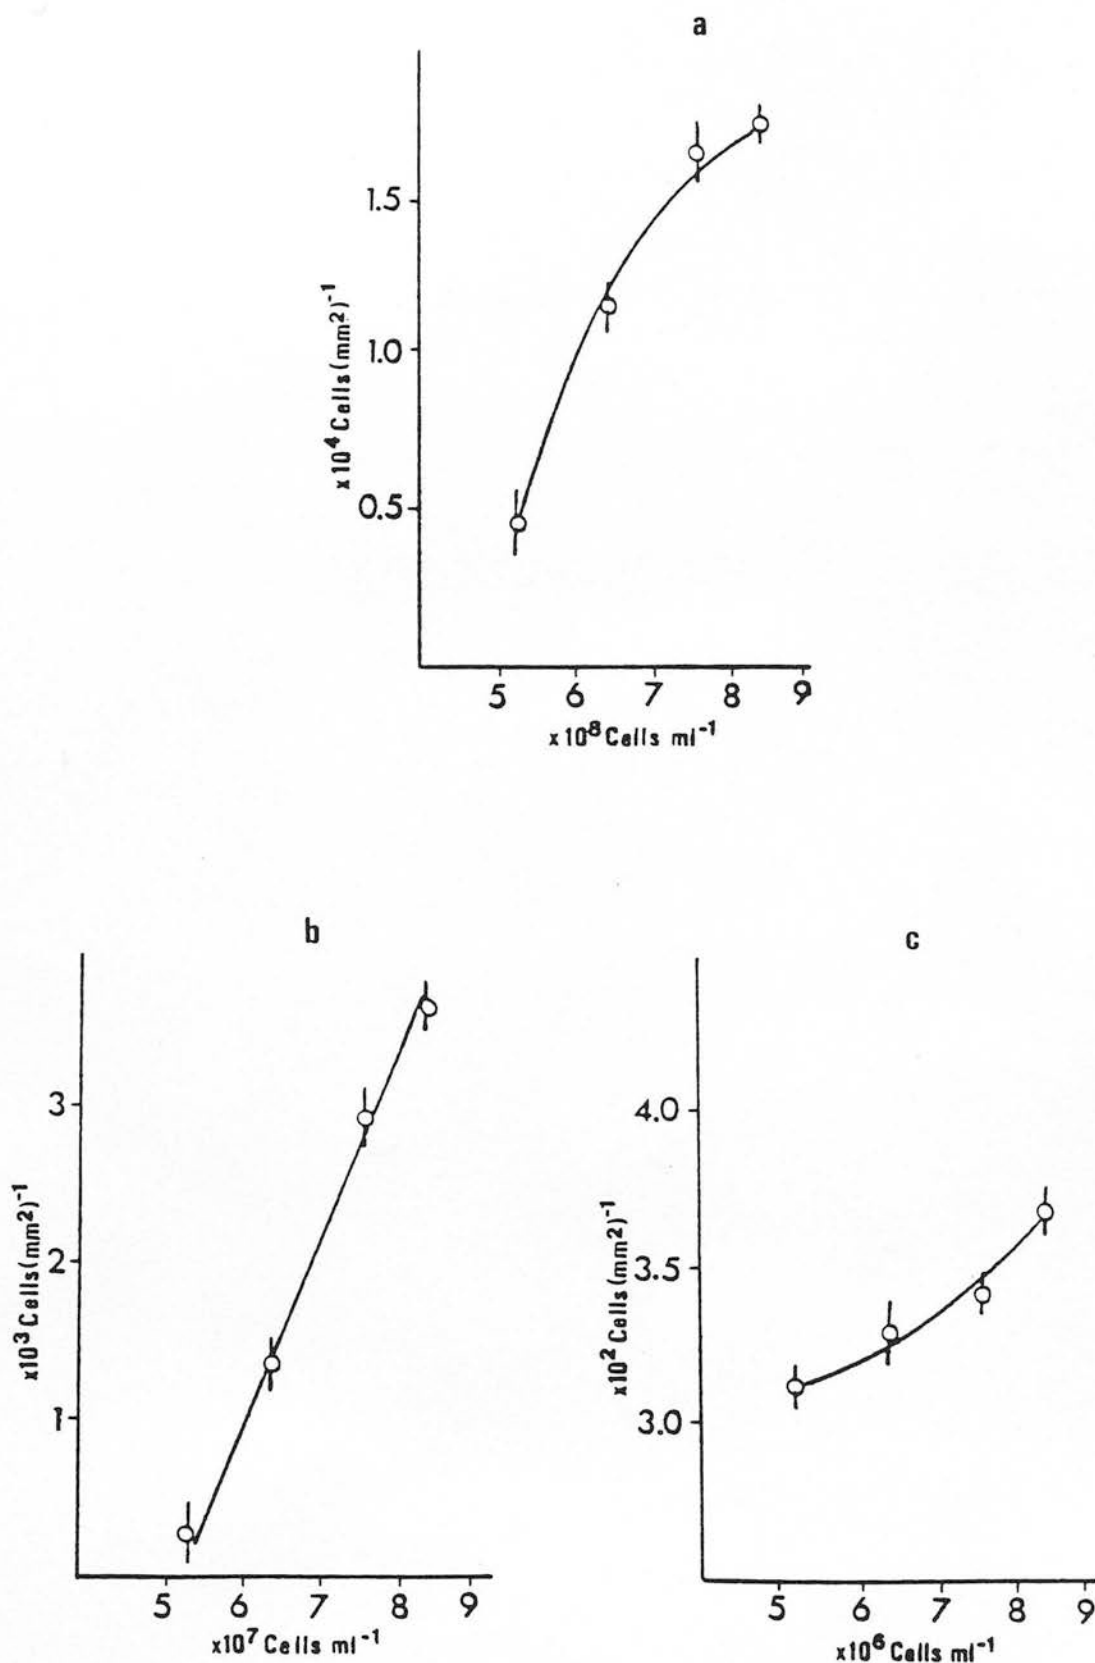 a
x10⁴ Cells(mm²)⁻¹
1.5
1.0
0.5
5 6 7 8 9
x10⁸ Cells ml⁻¹
b
x10³ Cells(mm²)⁻¹
3
2
1
5 6 7 8 9
x10⁷ Cells ml⁻¹
c
x10² Cells(mm²)⁻¹
4.0
3.5
3.0
5 6 7 8 9
x10⁶ Cells ml⁻¹